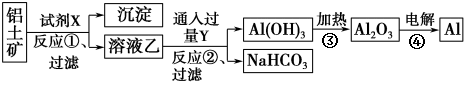 铝土矿
试剂X
反应①、过滤
沉淀
溶液乙
通入过量Y
反应②、过滤
Al(OH)₃
NaHCO₃
加热
③
Al₂O₃
电解
④
Al